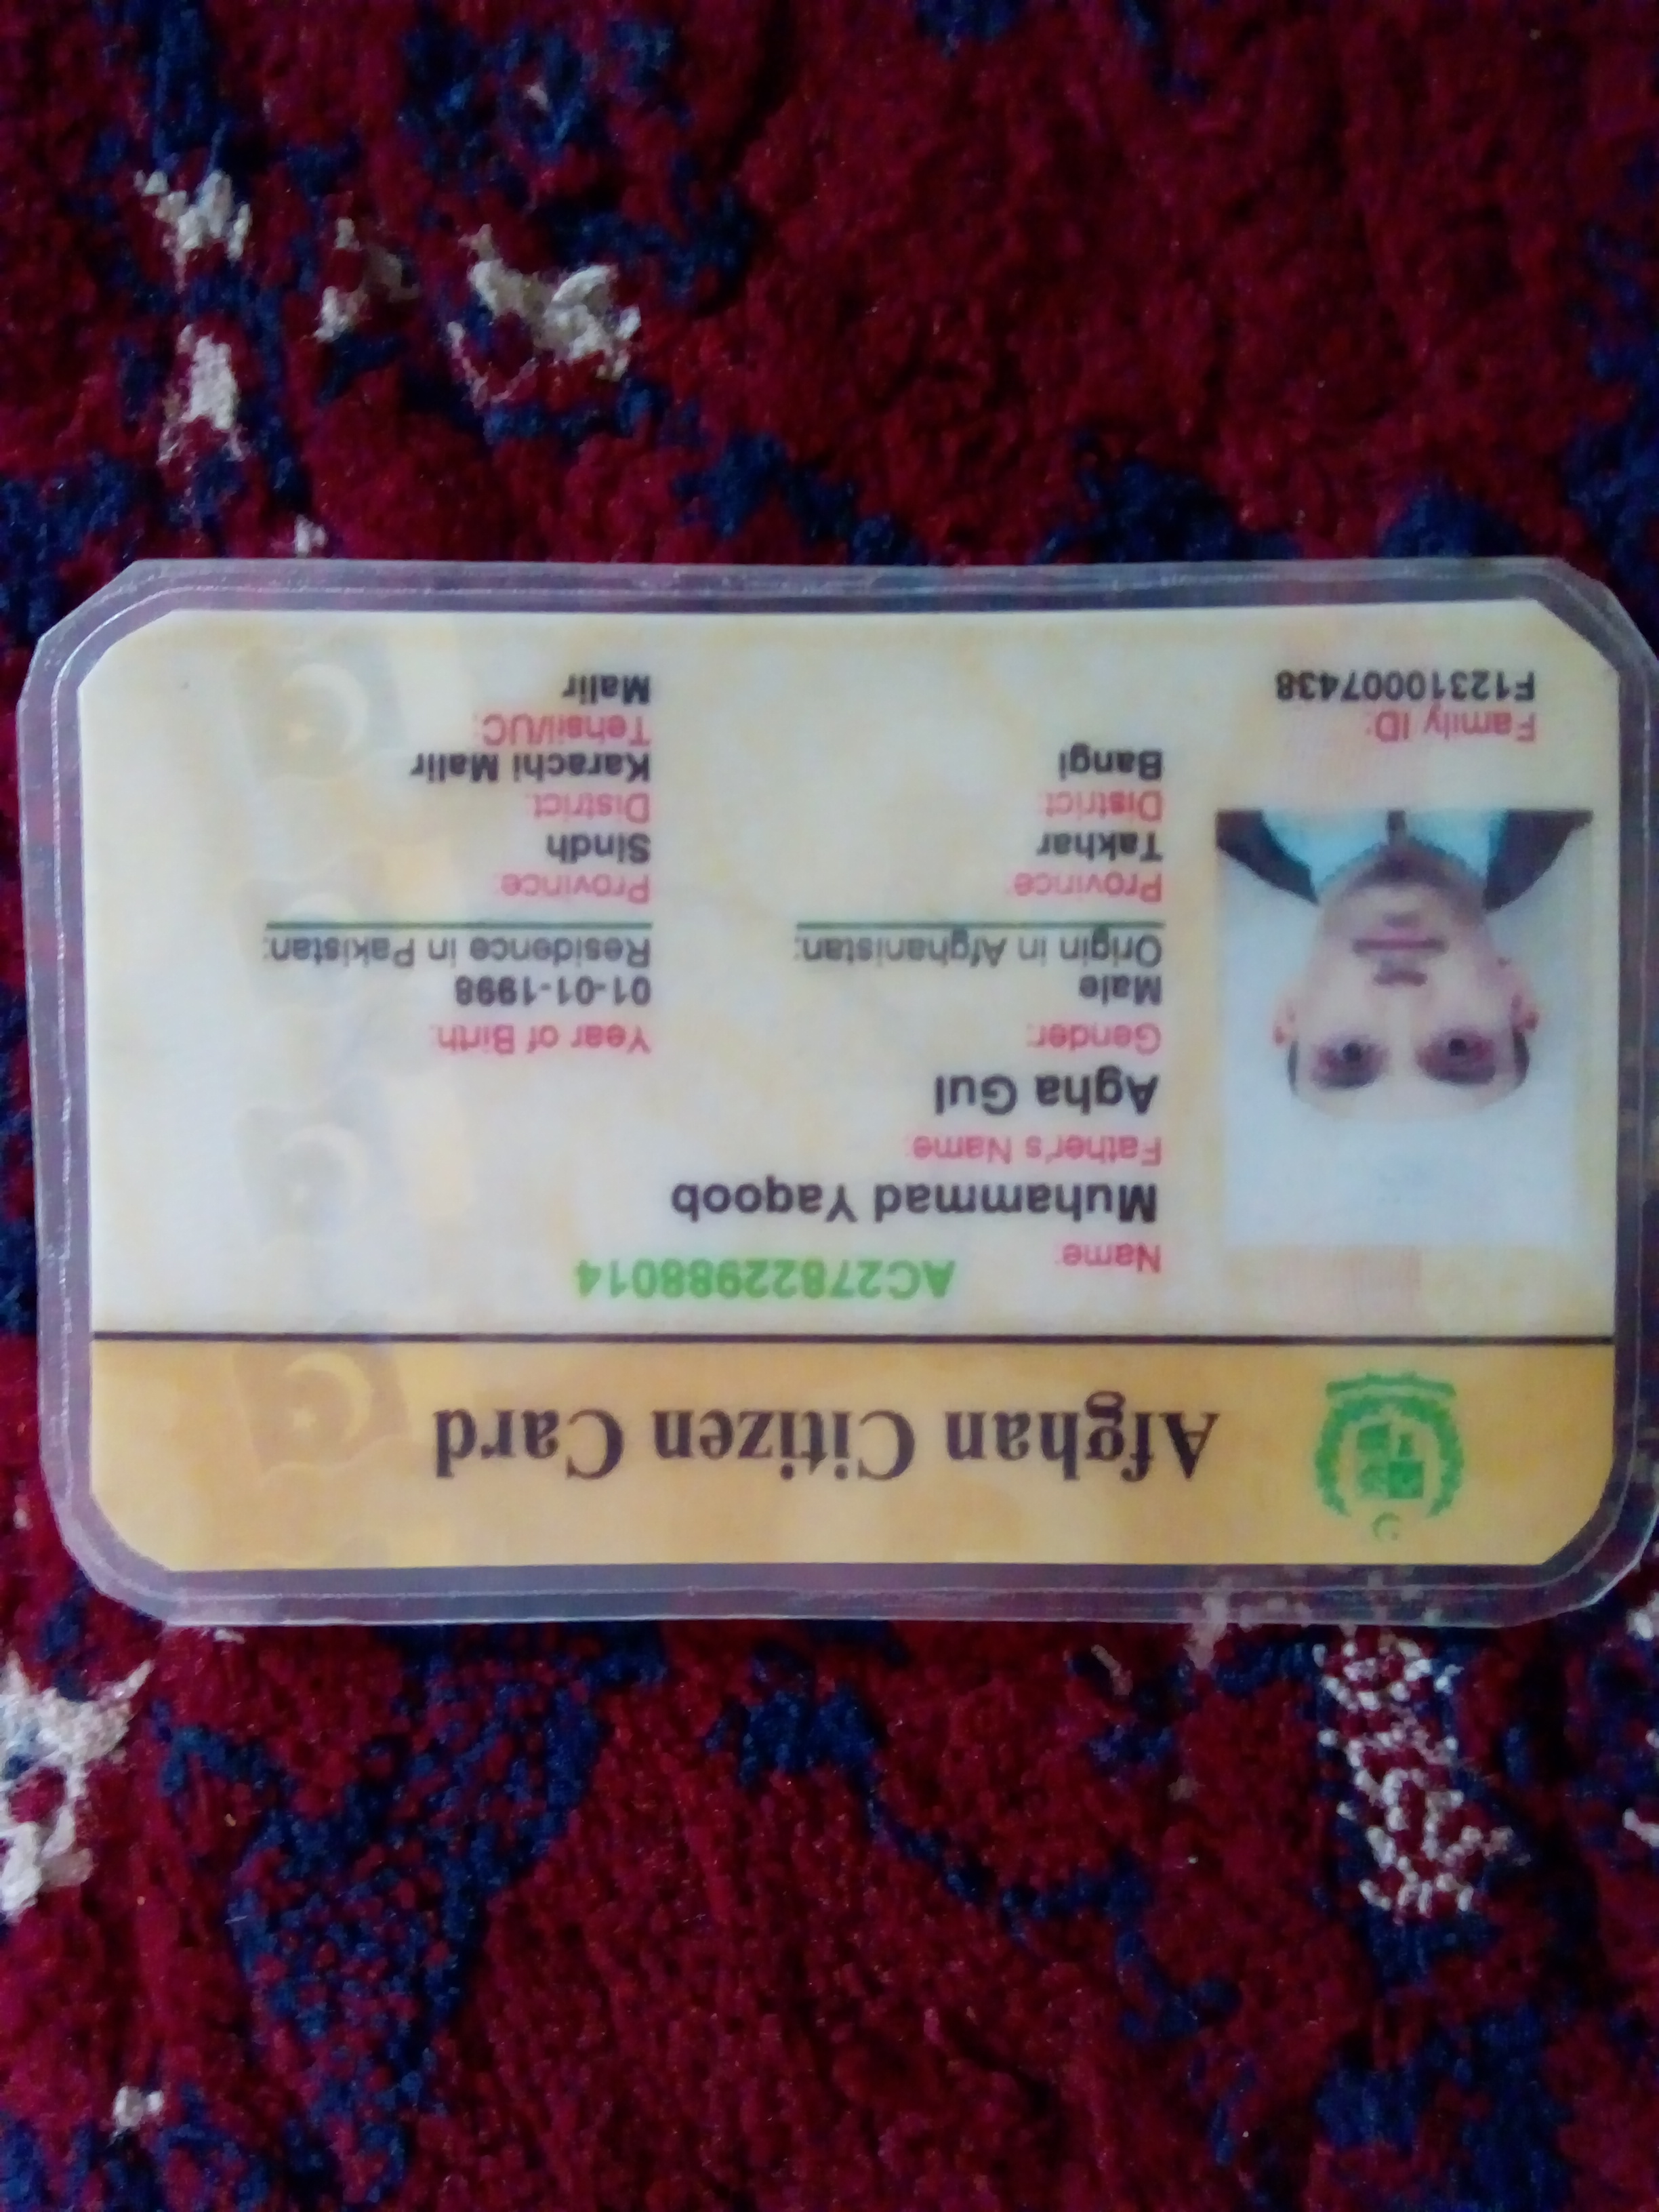 Afghan Citizen Card
AC27822988014
Name:
Muhammad Yaqoob
Father's Name:
Agha Gul
Gender: Year of Birth:
Male 01-01-1998
Origin in Afghanistan: Residence in Pakistan:
Province: Province:
Takhar Sindh
District: District:
Bangi Karachi Malir
Family ID: Tehsil/UC:
F12310007438 Malir